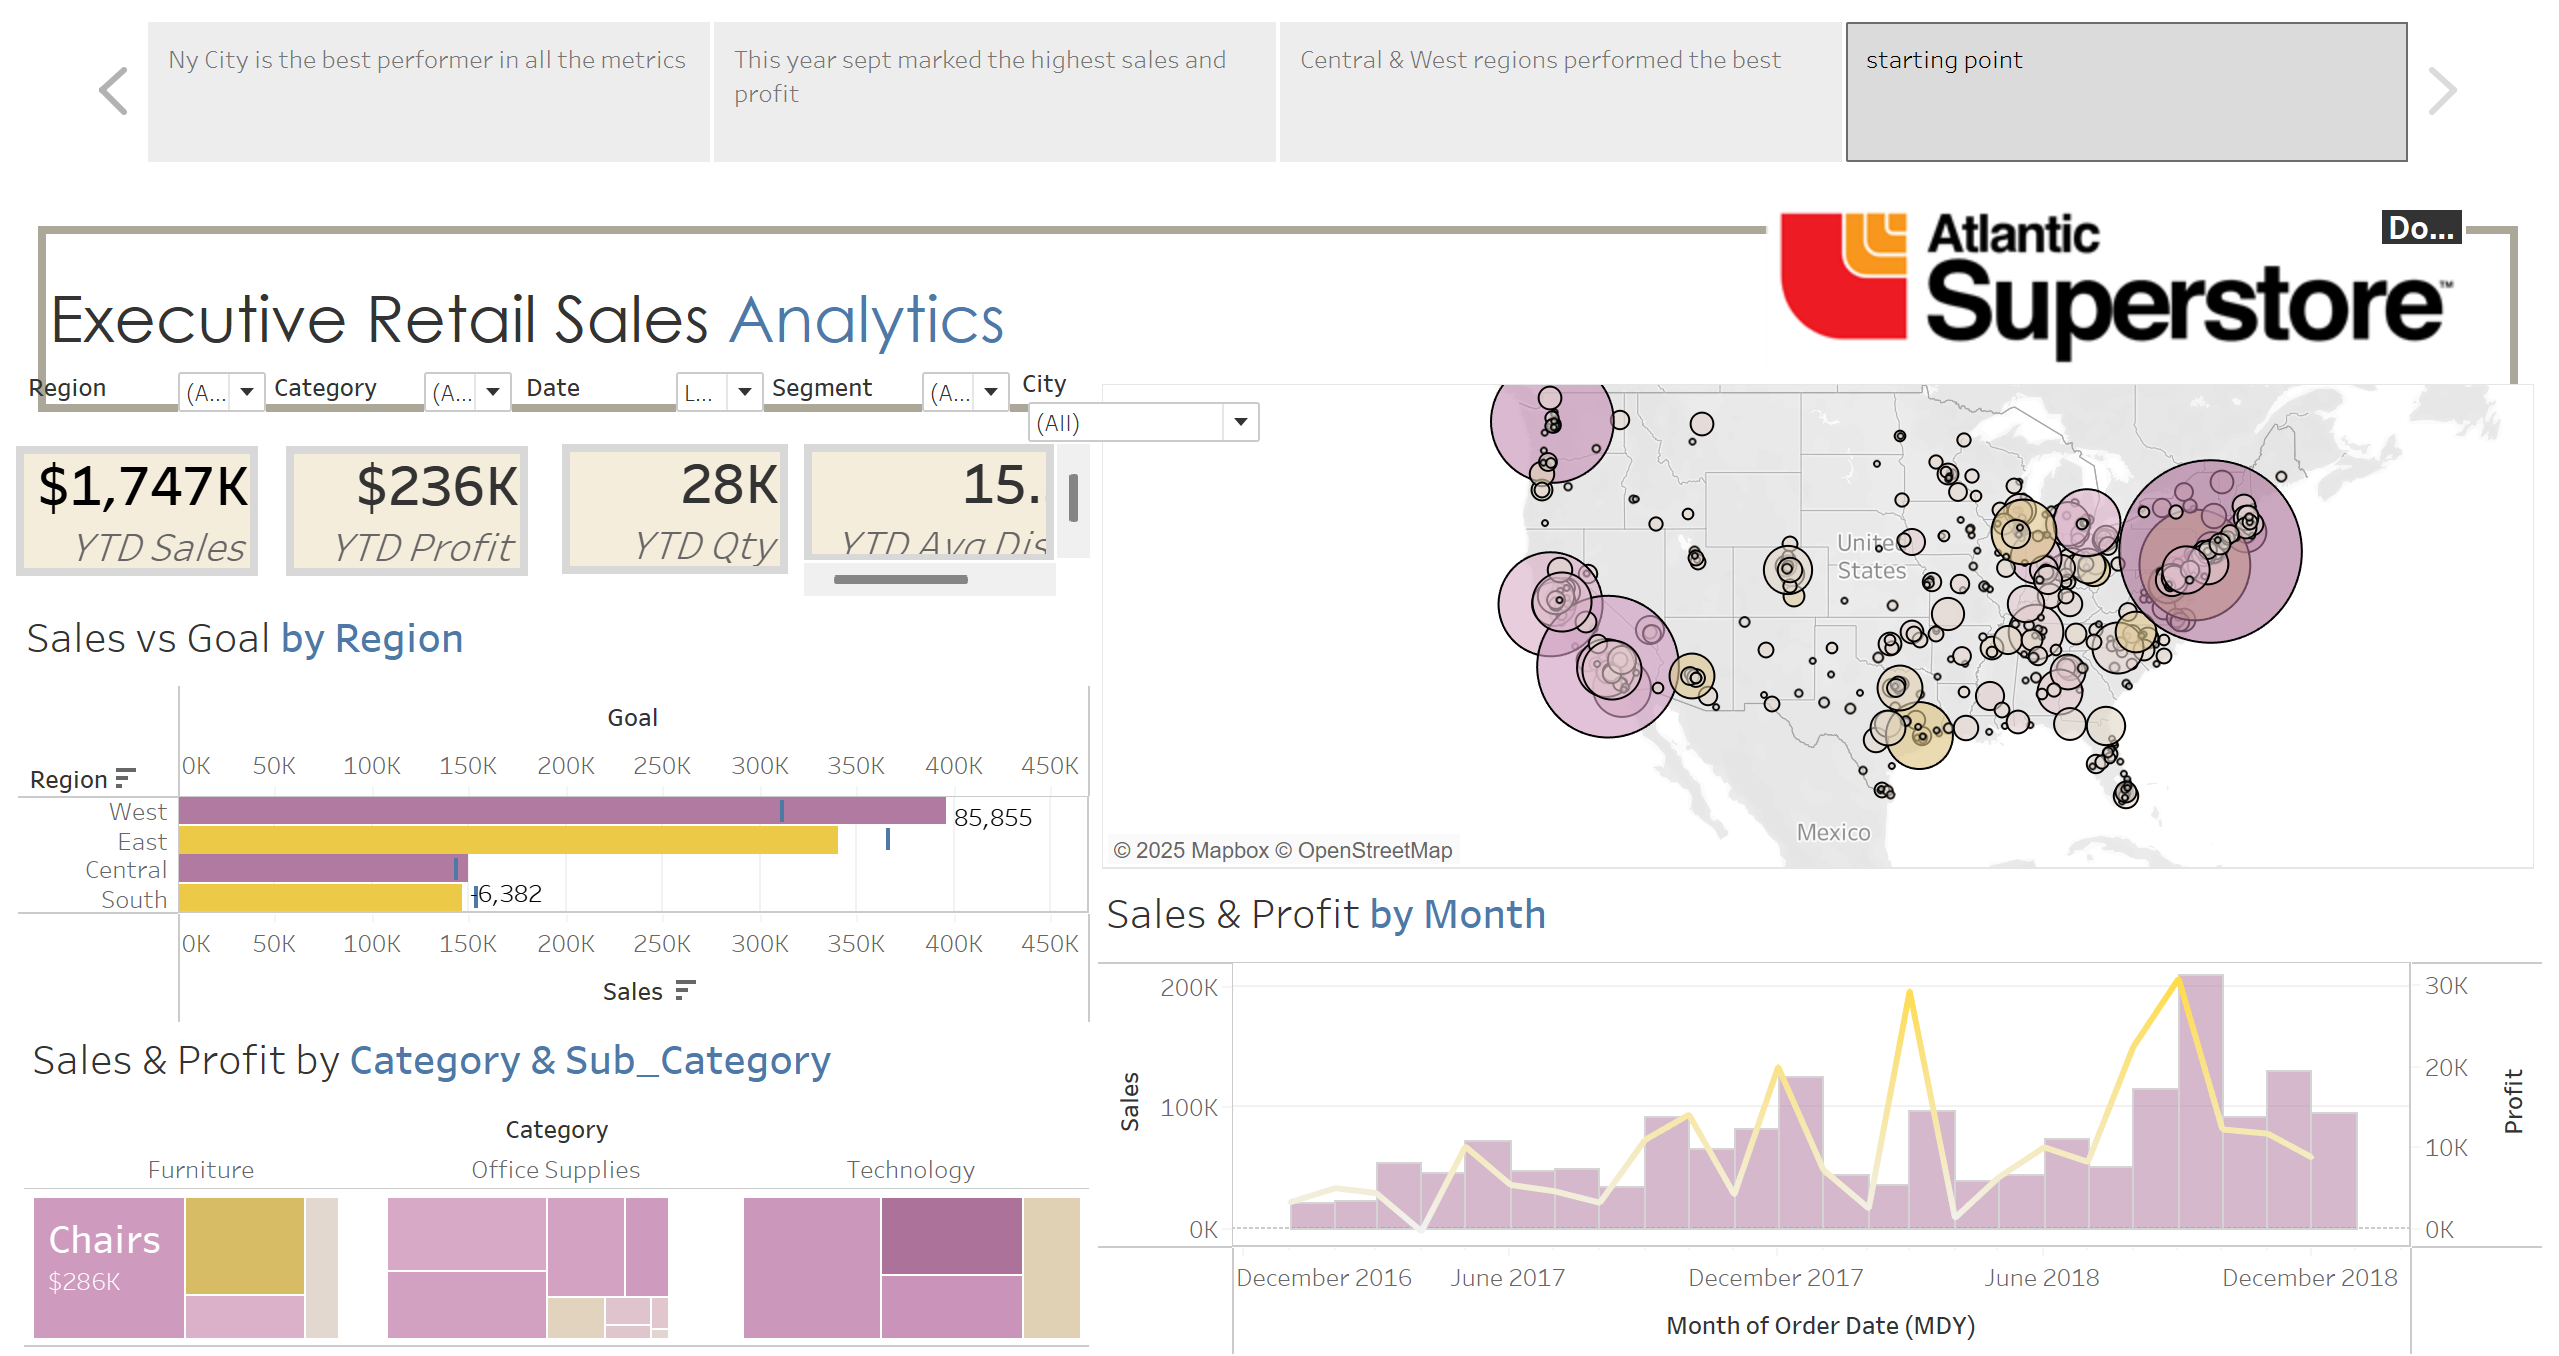 Ny City is the best performer in all the metrics
This year sept marked the highest sales and
profit
Central & West regions performed the best
starting point
Atlantic
Superstore™
Do...
Executive Retail Sales Analytics
Region
(A...
Category
(A...
Date
L...
Segment
(A...
City
(All)
$1,747K
YTD Sales
$236K
YTD Profit
28K
YTD Qty
15.
YTD Avg Dis
United
States
Mexico
© 2025 Mapbox © OpenStreetMap
Sales vs Goal by Region
Goal
0K 50K 100K 150K 200K 250K 300K 350K 400K 450K
Region
West
85,855
East
Central
South
-6,382
0K 50K 100K 150K 200K 250K 300K 350K 400K 450K
Sales
Sales & Profit by Month
200K
100K
0K
Sales
30K
20K
10K
0K
Profit
December 2016 June 2017 December 2017 June 2018 December 2018
Month of Order Date (MDY)
Sales & Profit by Category & Sub_Category
Category
Furniture Office Supplies Technology
Chairs
$286K